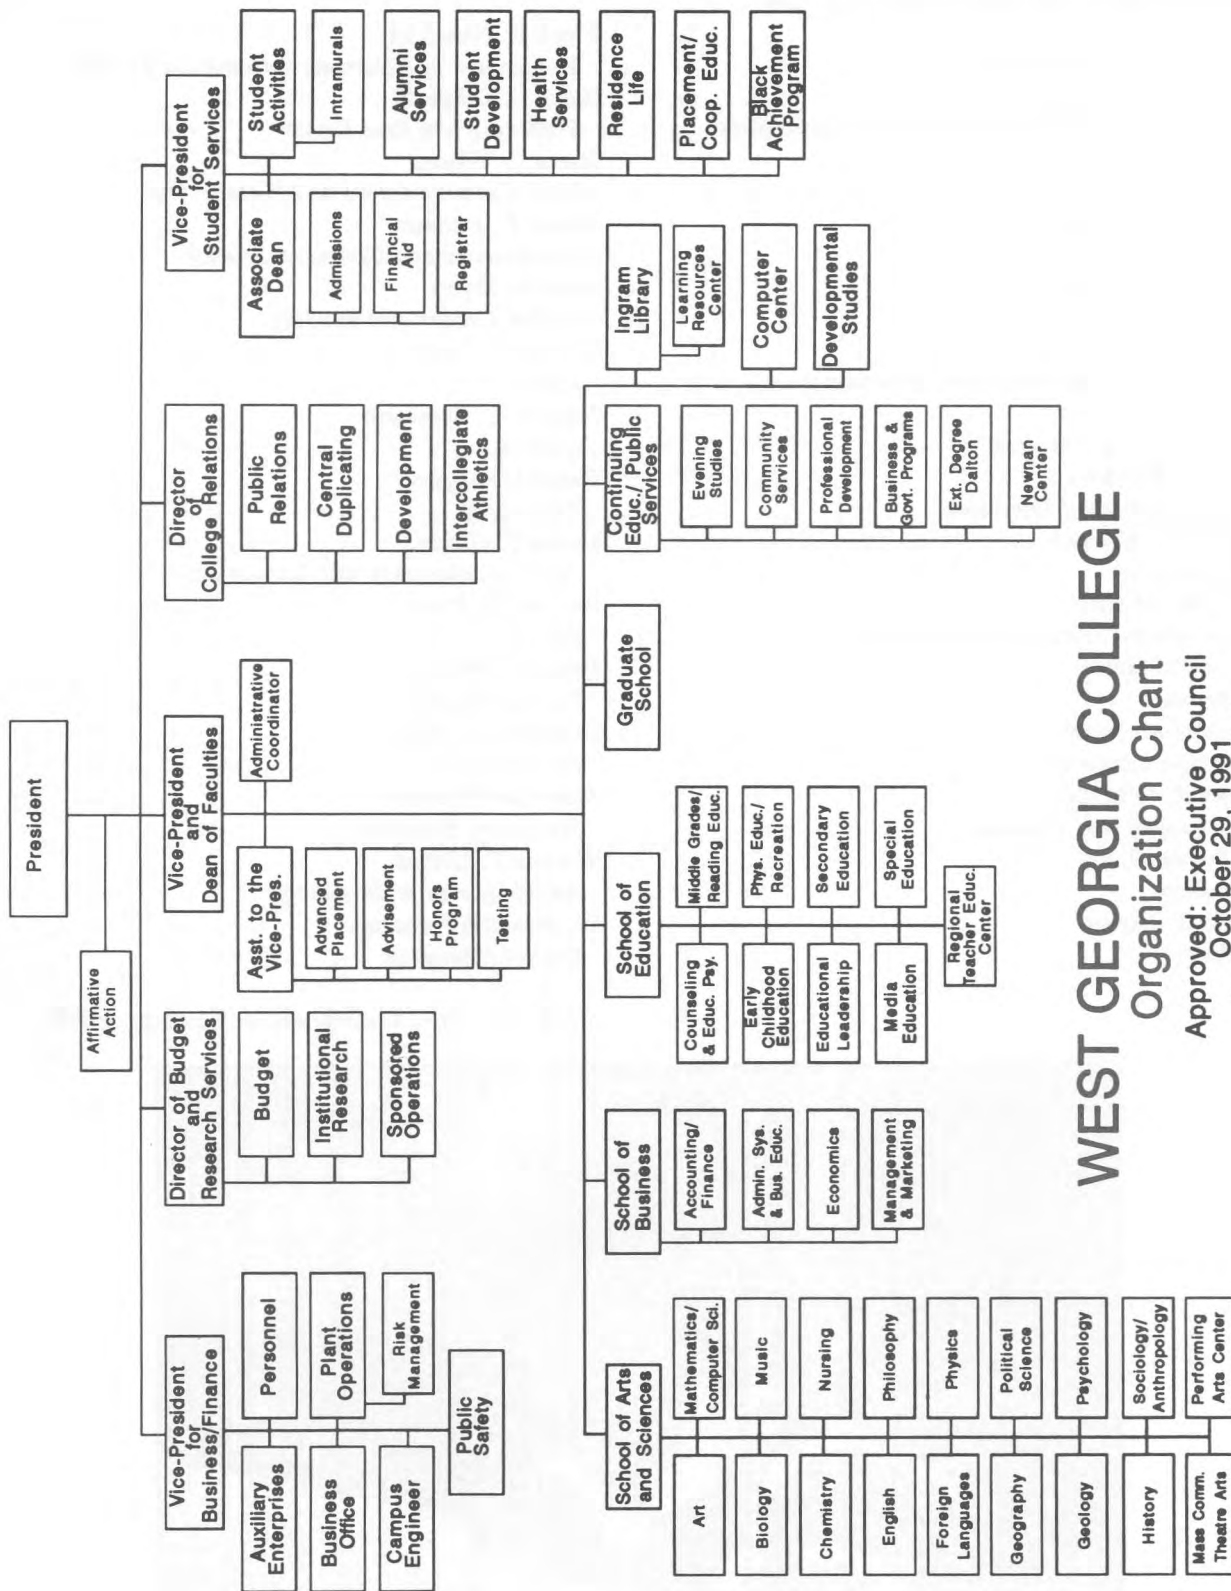 President
Affirmative
Action
Vice-President
for
Business/Finance
Auxiliary
Enterprises
Personnel
Business
Office
Plant
Operations
Risk
Management
Campus
Engineer
Public
Safety
Director of Budget
and
Research Services
Budget
Institutional
Research
Sponsored
Operations
Vice-President
and
Dean of Faculties
Asst. to the
Vice-Pres.
Administrative
Coordinator
Advanced
Placement
Advisement
Honors
Program
Testing
Director
of
College Relations
Public
Relations
Central
Duplicating
Development
Intercollegiate
Athletics
Vice-President
for
Student Services
Associate
Dean
Student
Activities
Intramurals
Admissions
Financial
Aid
Registrar
Alumni
Services
Student
Development
Health
Services
Residence
Life
Placement/
Coop. Educ.
Black
Achievement
Program
School of Arts
and Sciences
Art
Mathematics/
Computer Sci.
Biology
Music
Chemistry
Nursing
English
Philosophy
Foreign
Languages
Physics
Geography
Political
Science
Geology
Psychology
History
Sociology/
Anthropology
Mass Comm.
Theatre Arts
Performing
Arts Center
School of
Business
Accounting/
Finance
Admin. Sys.
& Bus. Educ.
Economics
Management
& Marketing
School of
Education
Counseling
& Educ. Psy.
Middle Grades/
Reading Educ.
Early
Childhood
Education
Phys. Educ./
Recreation
Educational
Leadership
Secondary
Education
Media
Education
Special
Education
Regional
Teacher Educ.
Center
Graduate
School
Continuing
Educ./ Public
Services
Evening
Studies
Community
Services
Professional
Development
Business &
Govt. Programs
Ext. Degree
Dalton
Newnan
Center
Ingram
Library
Learning
Resources
Center
Computer
Center
Developmental
Studies
WEST GEORGIA COLLEGE
Organization Chart
Approved: Executive Council
October 29, 1991